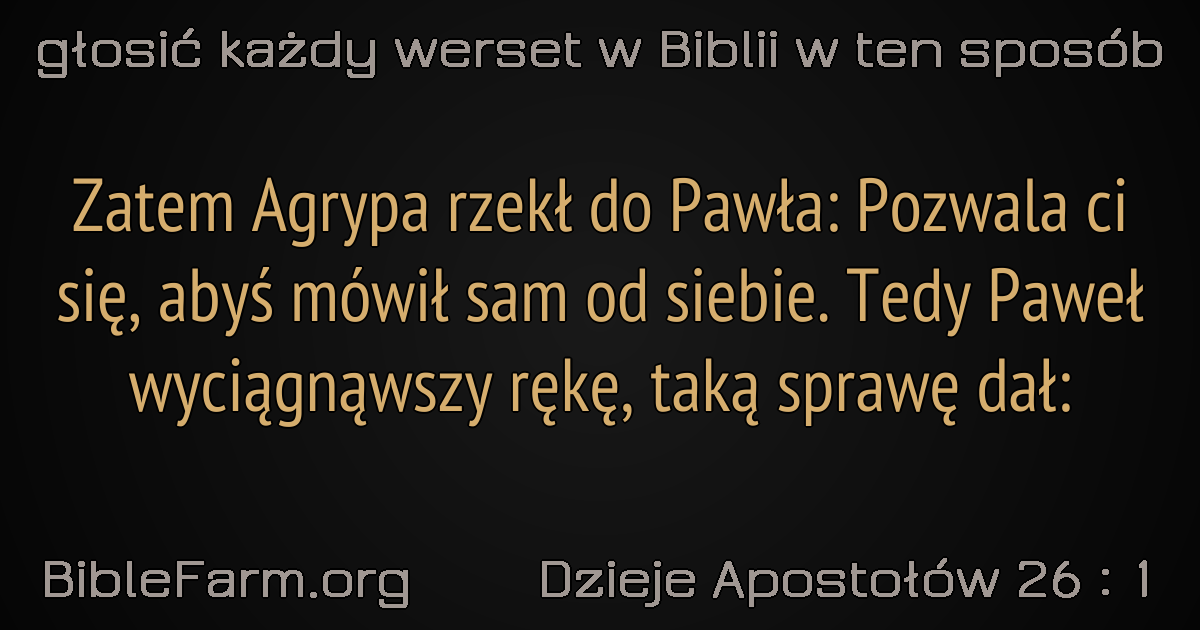 głosić każdy werset w Biblii w ten sposób
Zatem Agrypa rzekł do Pawła: Pozwala ci
się, abyś mówił sam od siebie. Tedy Paweł
wyciągnąwszy rękę, taką sprawę dał:
BibleFarm.org
Dzieje Apostołów 26 : 1